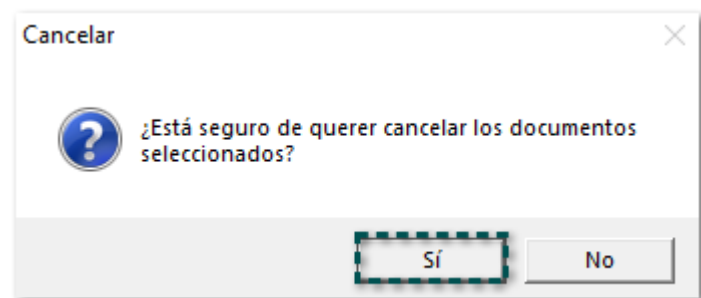 Cancelar
¿Está seguro de querer cancelar los documentos
seleccionados?
Sí
No